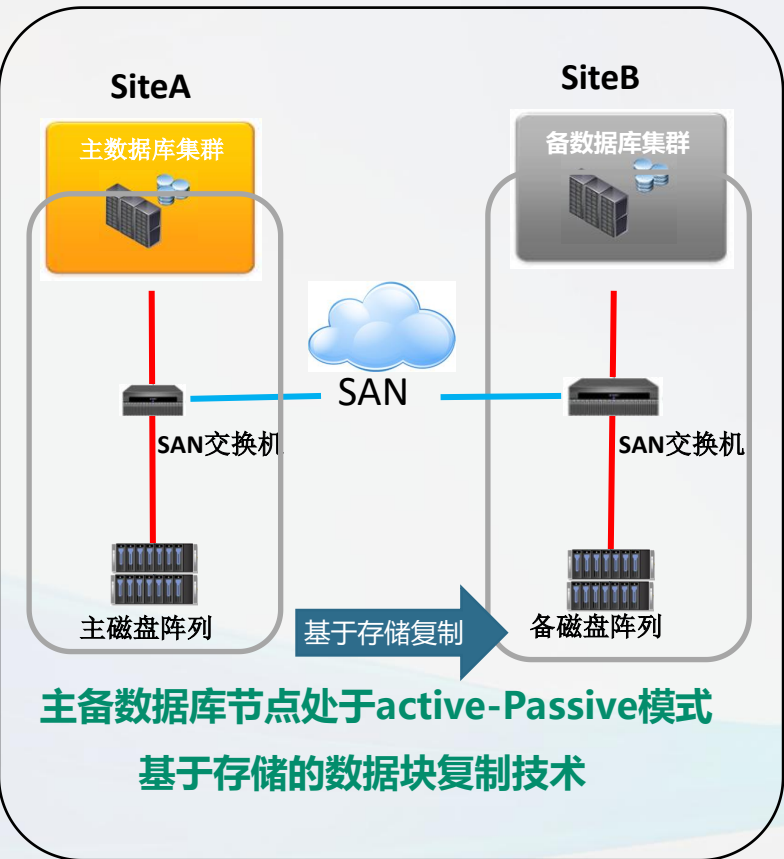 SiteA
SiteB
主数据库集群
备数据库集群
SAN
SAN交换机
SAN交换机
主磁盘阵列
基于存储复制
备磁盘阵列
主备数据库节点处于active-Passive模式
基于存储的数据块复制技术